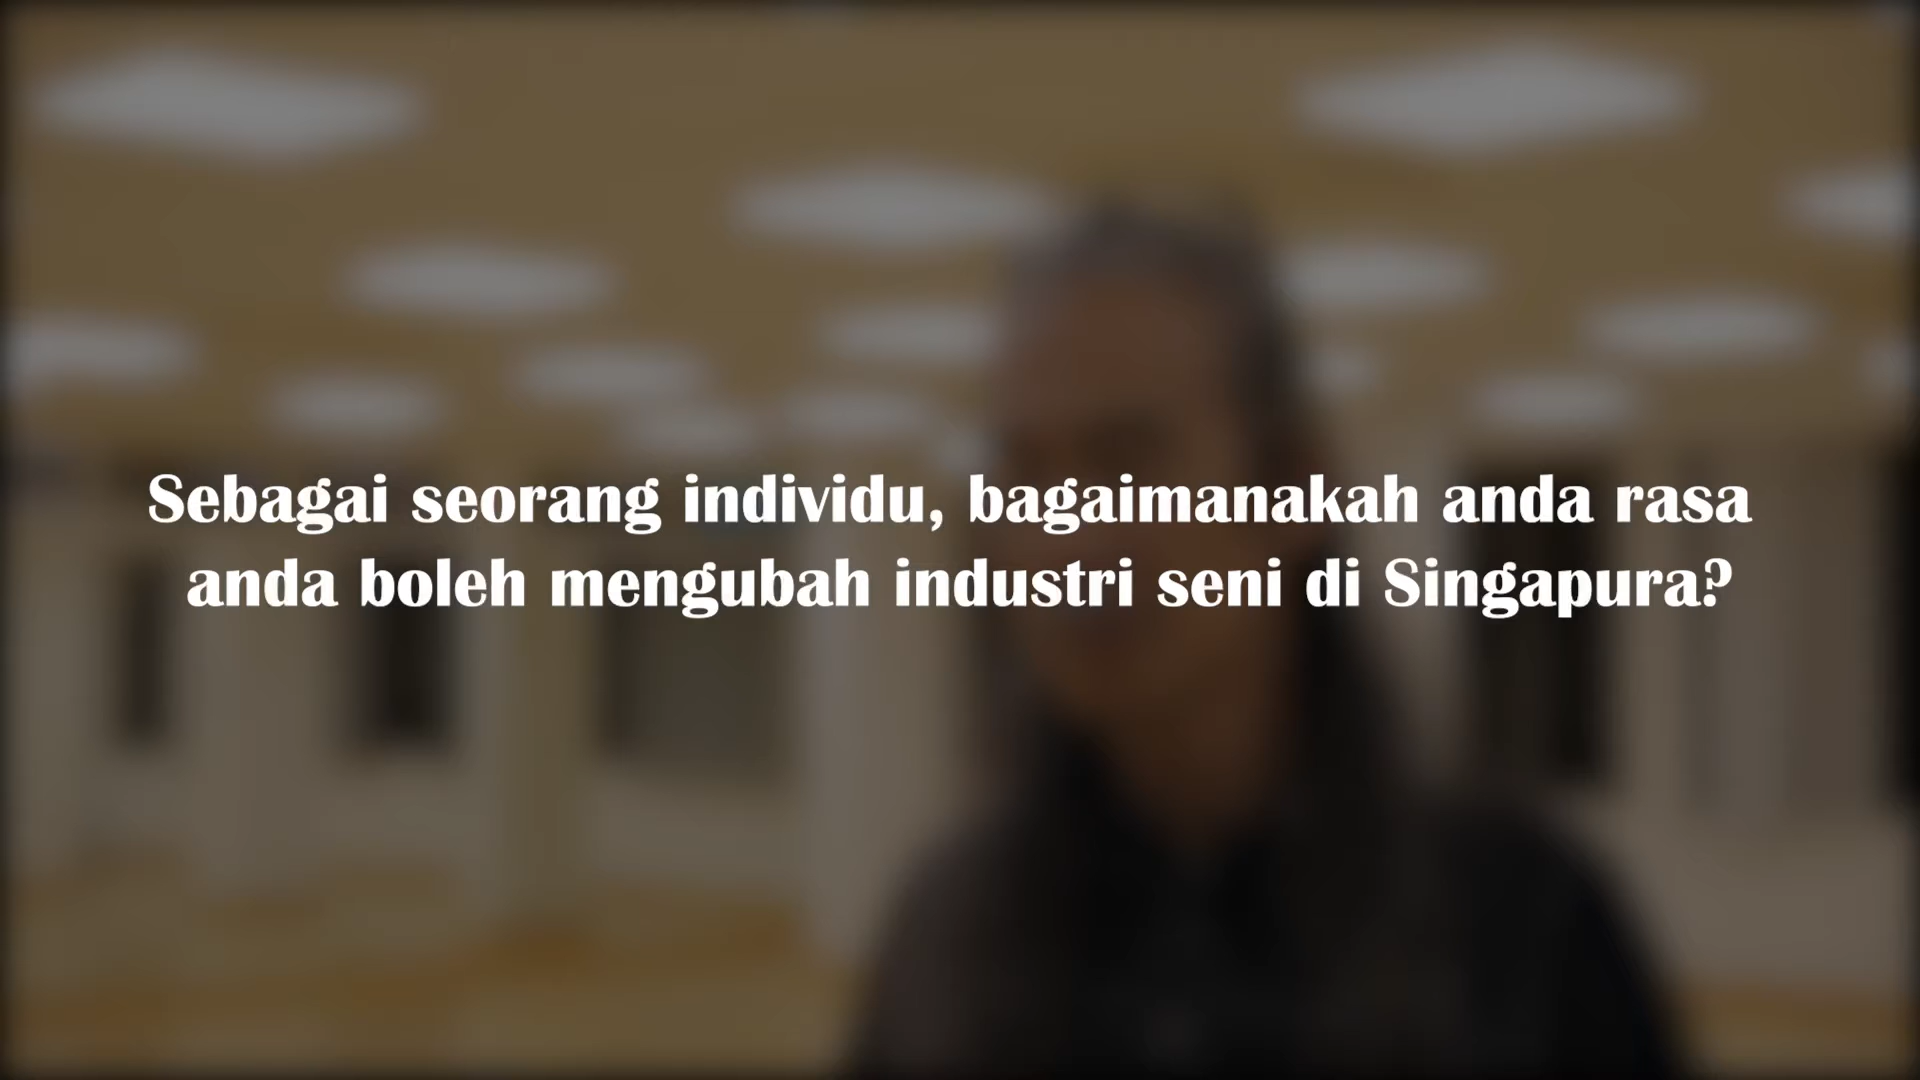 Sebagai seorang individu, bagaimanakah anda rasa
anda boleh mengubah industri seni di Singapura?